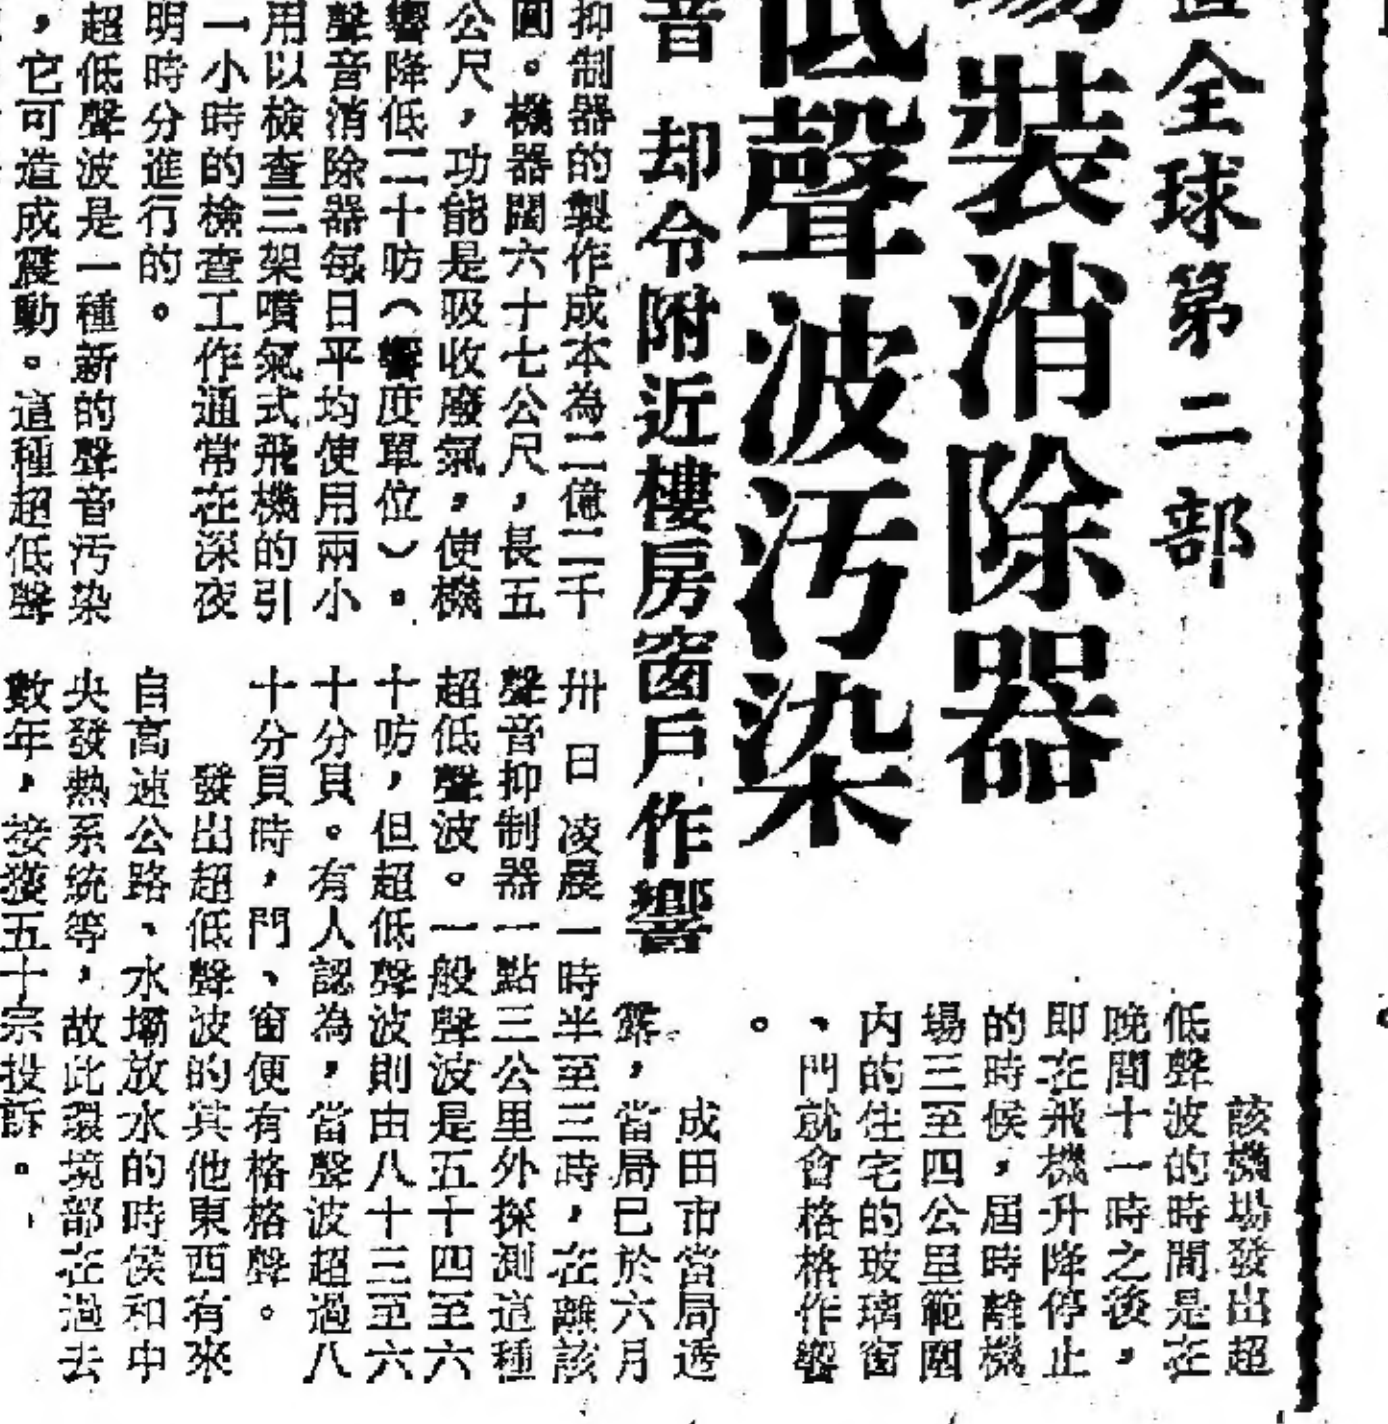 置全球第二部
場裝消除器
低聲波污染
音 却令附近樓房窗戶作響
抑制器的製作成本為二億二千
圓。機器闊六十七公尺，長五
公尺，功能是吸收廢氣，使機
響降低二十昉（響度單位）。
聲音消除器每日平均使用兩小
用以檢查三架噴氣式飛機的引
一小時的檢查工作通常在深夜
明時分進行的。
超低聲波是一種新的聲音污染
，它可造成震動。這種超低聲
該機場發出超
低聲波的時間是在
晚間十一時之後，
即在飛機升降停止
的時候，屆時離機
場三至四公里範圍
內的住宅的玻璃窗
、門就會格格作響
。
成田市當局透
露，當局已於六月
卅日凌晨一時半至三時，在離該
聲音抑制器一點三公里外探測這種
超低聲波。一般聲波是五十四至六
十昉，但超低聲波則由八十三至六
十分貝。有人認為，當聲波超過八
十分貝時，門、窗便有格格聲。
發出超低聲波的其他東西有來
自高速公路、水壩放水的時侯和中
央發熱系統等，故此環境部在過去
數年，接獲五十宗投訴。